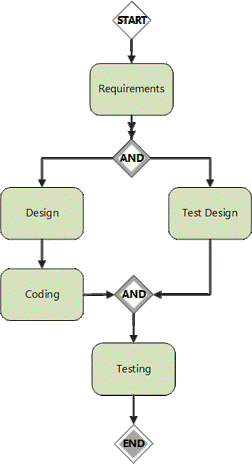 START
Requirements
AND
Design
Test Design
Coding
AND
Testing
END